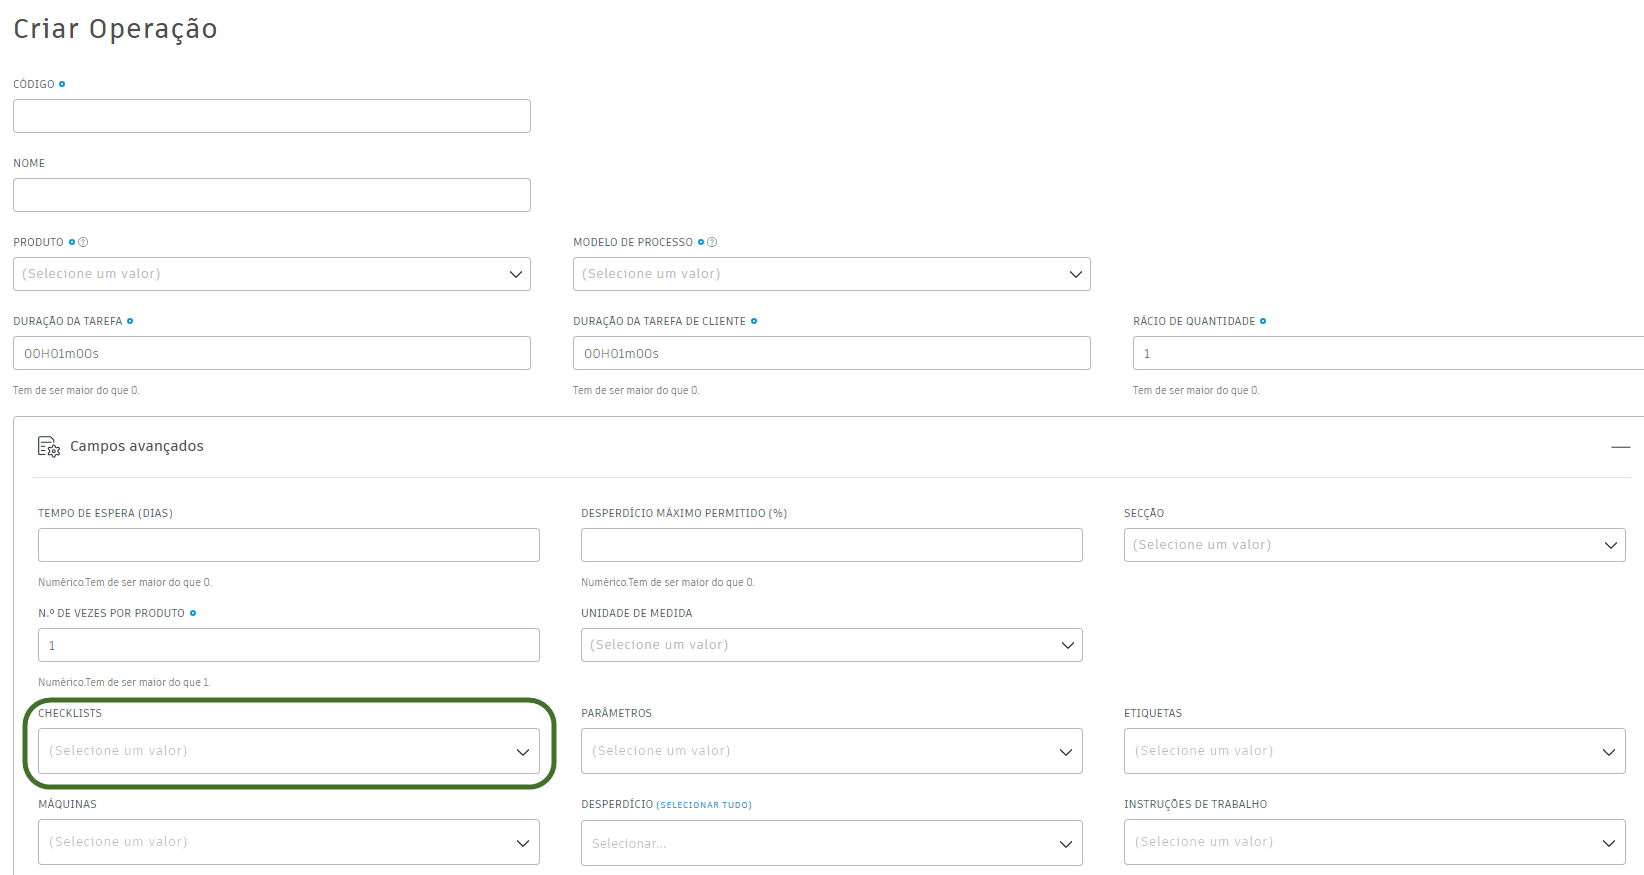 Criar Operação
CÓDIGO
NOME
PRODUTO
MODELO DE PROCESSO
(Selecione um valor)
(Selecione um valor)
DURAÇÃO DA TAREFA
DURAÇÃO DA TAREFA DE CLIENTE
RÁCIO DE QUANTIDADE
00H01m00s
00H01m00s
1
Tem de ser maior do que 0.
Tem de ser maior do que 0.
Tem de ser maior do que 0.
Campos avançados
TEMPO DE ESPERA (DIAS)
DESPERDÍCIO MÁXIMO PERMITIDO (%)
SECÇÃO
(Selecione um valor)
Numérico.Tem de ser maior do que 0.
Numérico.Tem de ser maior do que 0.
N.º DE VEZES POR PRODUTO
UNIDADE DE MEDIDA
1
(Selecione um valor)
Numérico.Tem de ser maior do que 1.
CHECKLISTS
PARÂMETROS
ETIQUETAS
(Selecione um valor)
(Selecione um valor)
(Selecione um valor)
MÁQUINAS
DESPERDÍCIO (SELECIONAR TUDO)
INSTRUÇÕES DE TRABALHO
(Selecione um valor)
Selecionar...
(Selecione um valor)